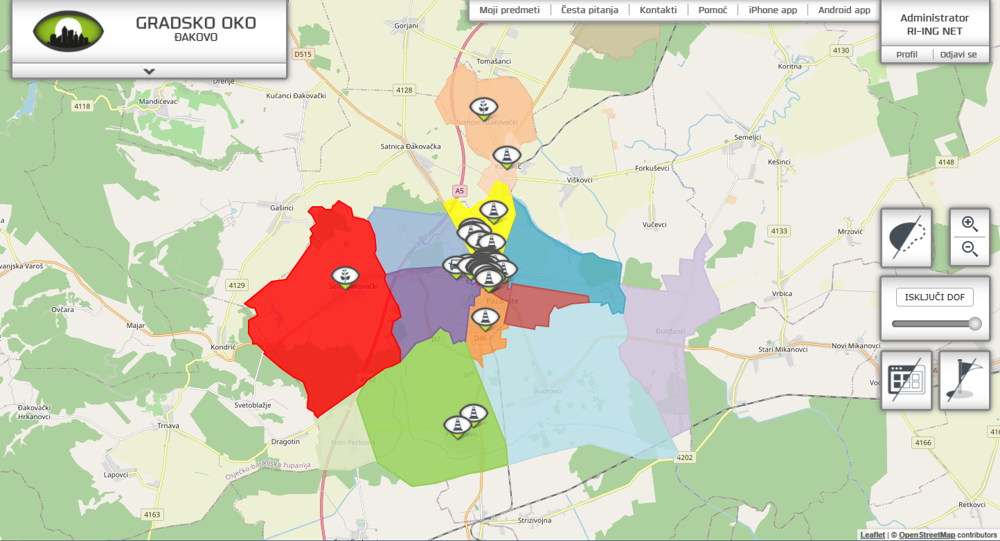 GRADSKO OKO
ĐAKOVO
Moji predmeti
Česta pitanja
Kontakti
Pomoć
iPhone app
Android app
Administrator
RI-ING NET
Profil
Odjavi se
Gorjani
D515
Tomašanci
4130
Koritna
Drenje
4128
Kućanci Đakovački
Mandićevac
4118
Ivanovci Đakovački
Satnica Đakovačka
Semeljci
Kešinci
4148
Forkuševci
Viškovci
A5
Gašinci
Vučevci
4133
Mrzović
vanjska Varoš
4129
Selci Đakovački
Pazarište
Vrbica
ISKLJUČI DOF
Ovčara
Majar
Kondrić
D7
D46
Đurđanci
Stari Mikanovci
Novi Mikanovci
Osječko-baranjska županija
Budrovci
Svetoblažje
Đakovački
Hrkanovci
Trnava
Dragotin
Novi Perkovci
4166
4202
Osječko-baranjska županija
Lapovci
4163
Strizivojna
Retkovci
Leaflet | © OpenStreetMap contributors